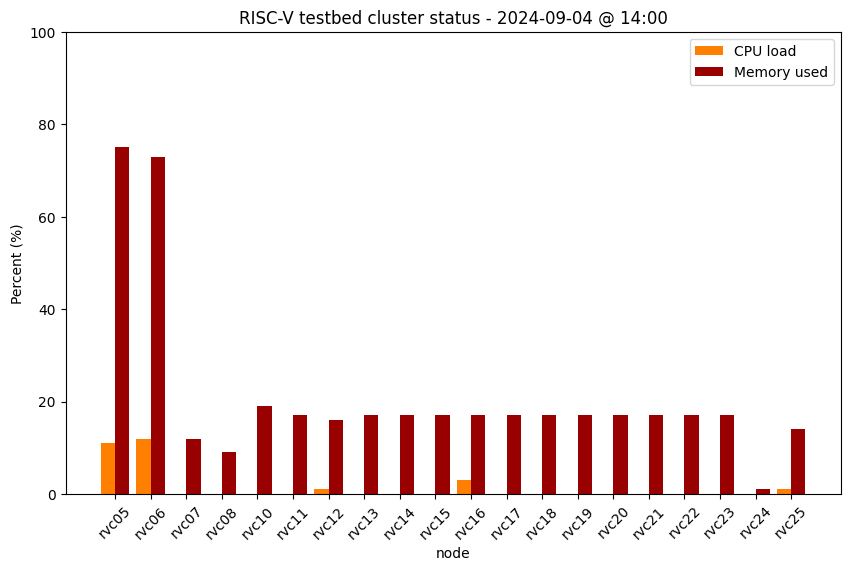 RISC-V testbed cluster status - 2024-09-04 @ 14:00
CPU load
Memory used
Percent (%)
100
80
60
40
20
0
rvc05 rvc06 rvc07 rvc08 rvc10 rvc11 rvc12 rvc13 rvc14 rvc15 rvc16 rvc17 rvc18 rvc19 rvc20 rvc21 rvc22 rvc23 rvc24 rvc25
node